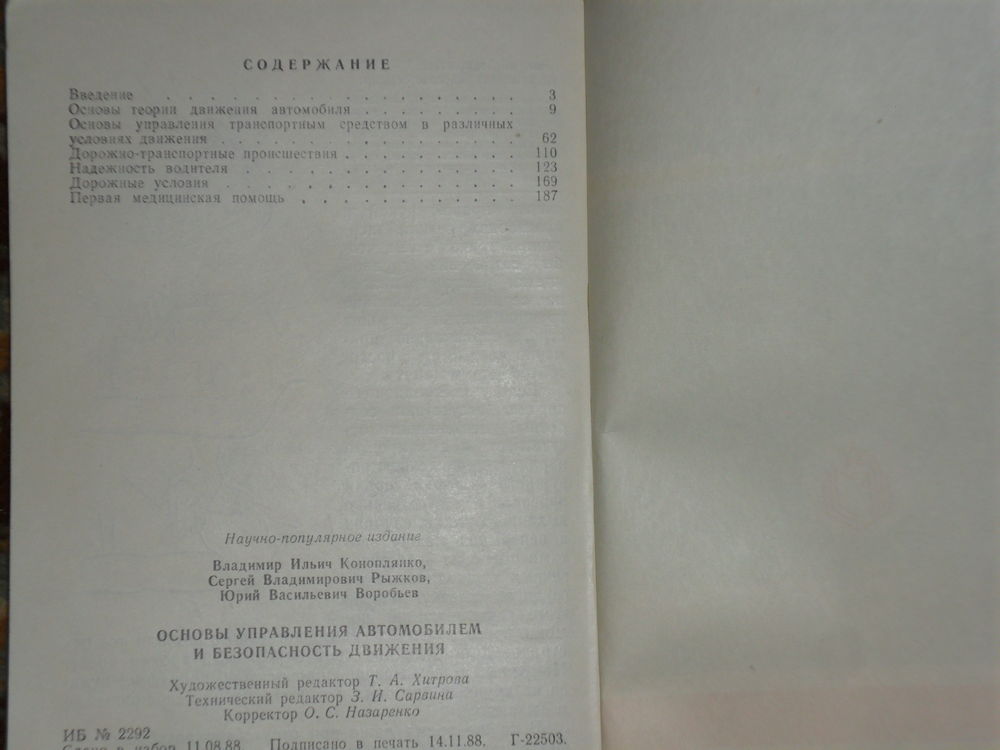 СОДЕРЖАНИЕ
Введение . . . . . . . . . . . . . . . . . 3
Основы теории движения автомобиля . . . . . . . . 9
Основы управления транспортным средством в различных
условиях движения . . . . . . . . . . . . . . 62
Дорожно-транспортные происшествия . . . . . . . . . 110
Надежность водителя . . . . . . . . . . . . . 123
Дорожные условия . . . . . . . . . . . . . . 169
Первая медицинская помощь . . . . . . . . . . . 187
Научно-популярное издание
Владимир Ильич Коноплянко,
Сергей Владимирович Рыжков,
Юрий Васильевич Воробьев
ОСНОВЫ УПРАВЛЕНИЯ АВТОМОБИЛЕМ
И БЕЗОПАСНОСТЬ ДВИЖЕНИЯ
Художественный редактор Т. А. Хитрова
Технический редактор З. И. Сарвина
Корректор О. С. Назаренко
ИБ № 2292
Сдано в набор 11.08.88. Подписано в печать 14.11.88. Г-22503.